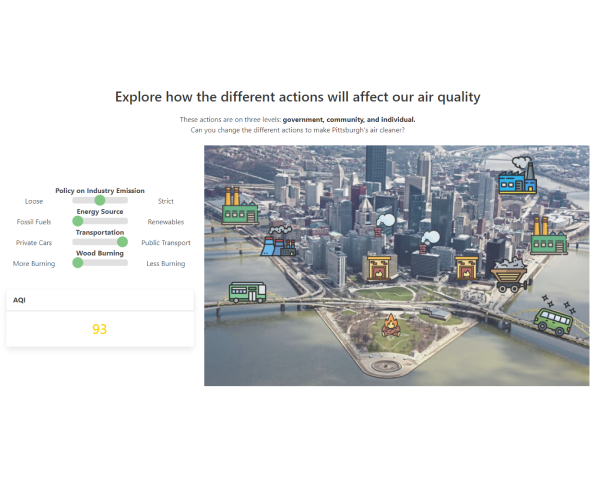 Explore how the different actions will affect our air quality
These actions are on three levels: government, community, and individual.
Can you change the different actions to make Pittsburgh's air cleaner?
Policy on Industry Emission
Loose Strict
Energy Source
Fossil Fuels Renewables
Transportation
Private Cars Public Transport
Wood Burning
More Burning Less Burning
AQI
93